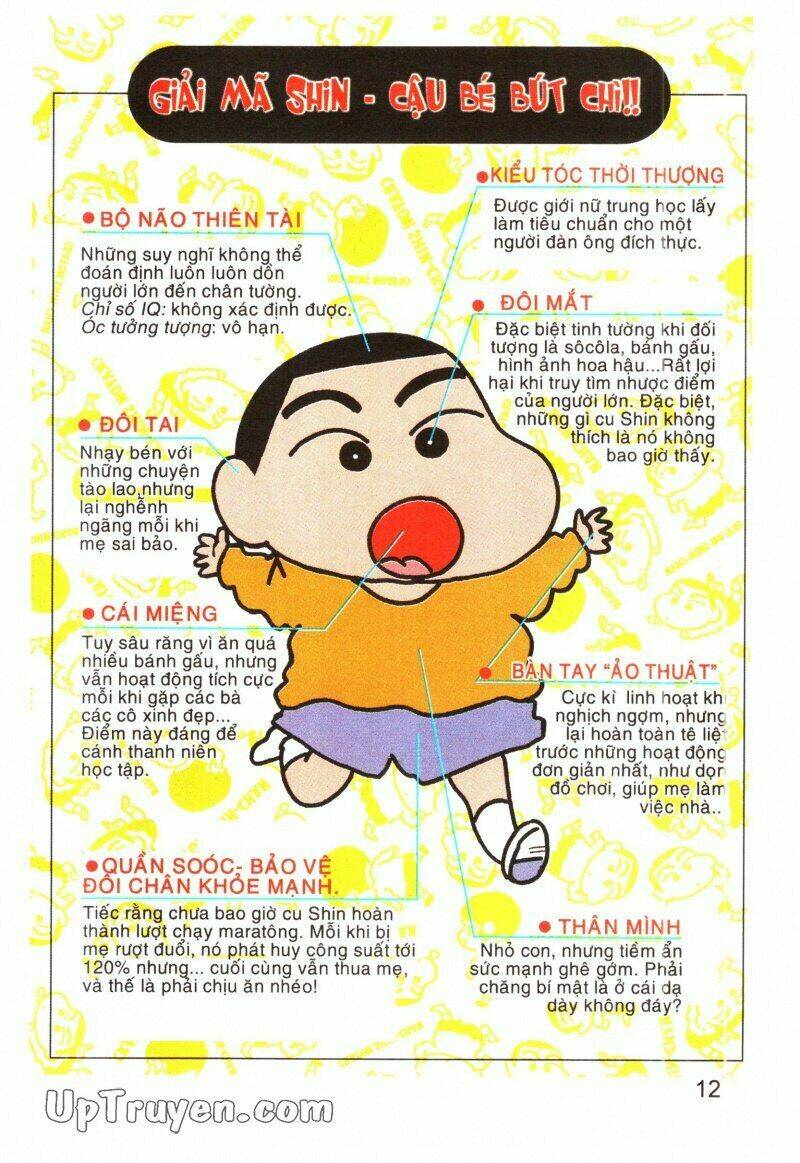 GIẢI MÃ SHIN - CẬU BÉ BÚT CHÌ!!
KIỂU TÓC THỜI THƯỢNG
Được giới nữ trung học lấy
làm tiêu chuẩn cho một
người đàn ông đích thực.
BỘ NÃO THIÊN TÀI
Những suy nghĩ không thể
đoán định luôn luôn dồn
người lớn đến chân tường.
Chỉ số IQ: không xác định được.
Óc tưởng tượng: vô hạn.
ĐÔI MẮT
Đặc biệt tinh tường khi đối
tượng là sôcôla, bánh gấu,
hình ảnh hoa hậu...Rất lợi
hại khi truy tìm nhược điểm
của người lớn. Đặc biệt,
những gì cu Shin không
thích là nó không
bao giờ thấy.
ĐÔI TAI
Nhạy bén với
những chuyện
tào lao,nhưng
lại nghễnh
ngãng mỗi khi
mẹ sai bảo.
CÁI MIỆNG
Tuy sâu răng vì ăn quá
nhiều bánh gấu, nhưng
vẫn hoạt động tích cực
mỗi khi gặp các bà
các cô xinh đẹp...
Điểm này đáng để
cánh thanh niên
học tập.
BÀN TAY “ẢO THUẬT”
Cực kì linh hoạt kh
nghịch ngợm, nhưng
lại hoàn toàn tê liệt
trước những hoạt động
đơn giản nhất, như dọn
đồ chơi, giúp mẹ làm
việc nhà..
QUẦN SOÓC- BẢO VỆ
ĐÔI CHÂN KHỎE MẠNH.
Tiếc rằng chưa bao giờ cu Shin hoàn
thành lượt chạy maratông. Mỗi khi bị
mẹ rượt đuổi, nó phát huy công suất tới
120% nhưng... cuối cùng vẫn thua mẹ,
và thế là phải chịu ăn nhéo!
THÂN MÌNH
Nhỏ con, nhưng tiềm ẩn
sức mạnh ghê gớm. Phải
chăng bí mật là ở cái dạ
dày không đáy?
12
UpTruyen.com